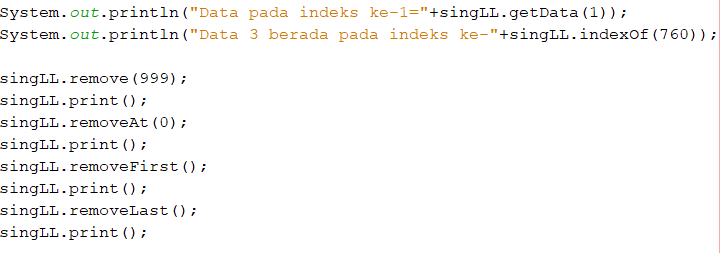 System.out.println("Data pada indeks ke-1="+singLL.getData(1));
System.out.println("Data 3 berada pada indeks ke-"+singLL.indexOf(760));
singLL.remove(999);
singLL.print();
singLL.removeAt(0);
singLL.print();
singLL.removeFirst();
singLL.print();
singLL.removeLast();
singLL.print();